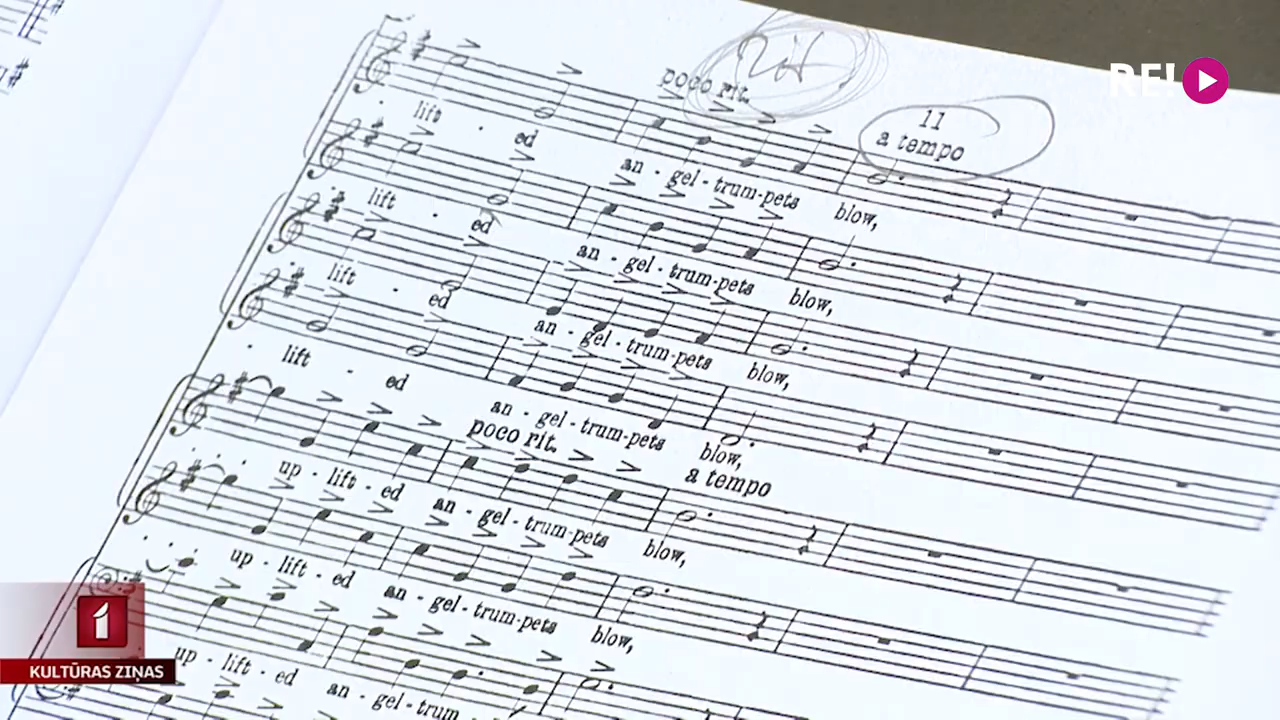 RE!
Rit
poco rit.
11
a tempo
lift - ed an - gel - trum-pets blow,
lift - ed an - gel - trum-pets blow,
lift - ed an - gel - trum-pets blow,
lift - ed an - gel - trum-pets blow,
poco rit.
a tempo
up - lift - ed an - gel - trum-pets blow,
up - lift - ed an - gel - trum-pets blow,
up - lift - ed an - gel - trum
1
KULTŪRAS ZIŅAS